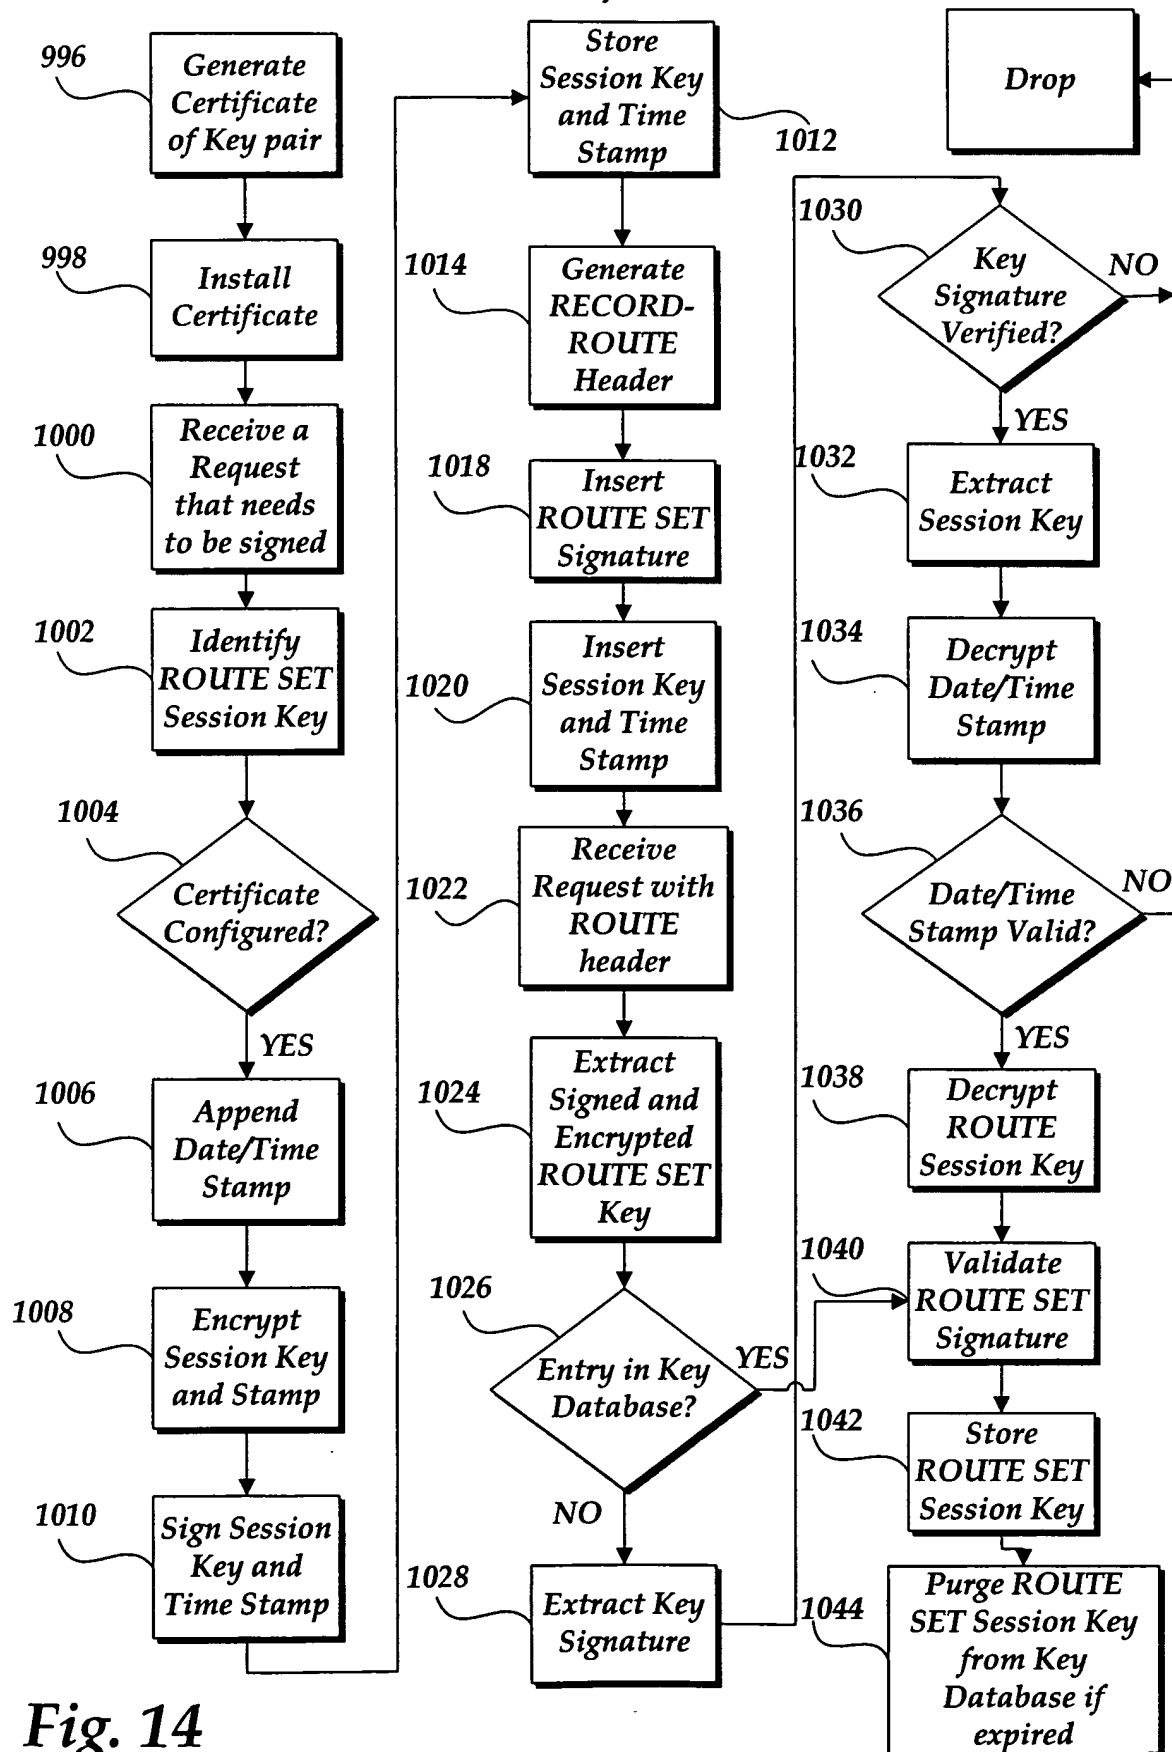 996
Generate
Certificate
of Key pair
998
Install
Certificate
1000
Receive a
Request
that needs
to be signed
1002
Identify
ROUTE SET
Session Key
1004
Certificate
Configured?
YES
1006
Append
Date/Time
Stamp
1008
Encrypt
Session Key
and Stamp
1010
Sign Session
Key and
Time Stamp
Store
Session Key
and Time
Stamp
1012
1014
Generate
RECORD-
ROUTE
Header
1018
Insert
ROUTE SET
Signature
1020
Insert
Session Key
and Time
Stamp
1022
Receive
Request with
ROUTE
header
1024
Extract
Signed and
Encrypted
ROUTE SET
Key
1026
Entry in Key
Database?
YES
NO
1028
Extract Key
Signature
Drop
1030
Key
Signature
Verified?
NO
YES
1032
Extract
Session Key
1034
Decrypt
Date/Time
Stamp
1036
Date/Time
Stamp Valid?
NO
YES
1038
Decrypt
ROUTE
Session Key
1040
Validate
ROUTE SET
Signature
1042
Store
ROUTE SET
Session Key
1044
Purge ROUTE
SET Session Key
from Key
Database if
expired
Fig. 14